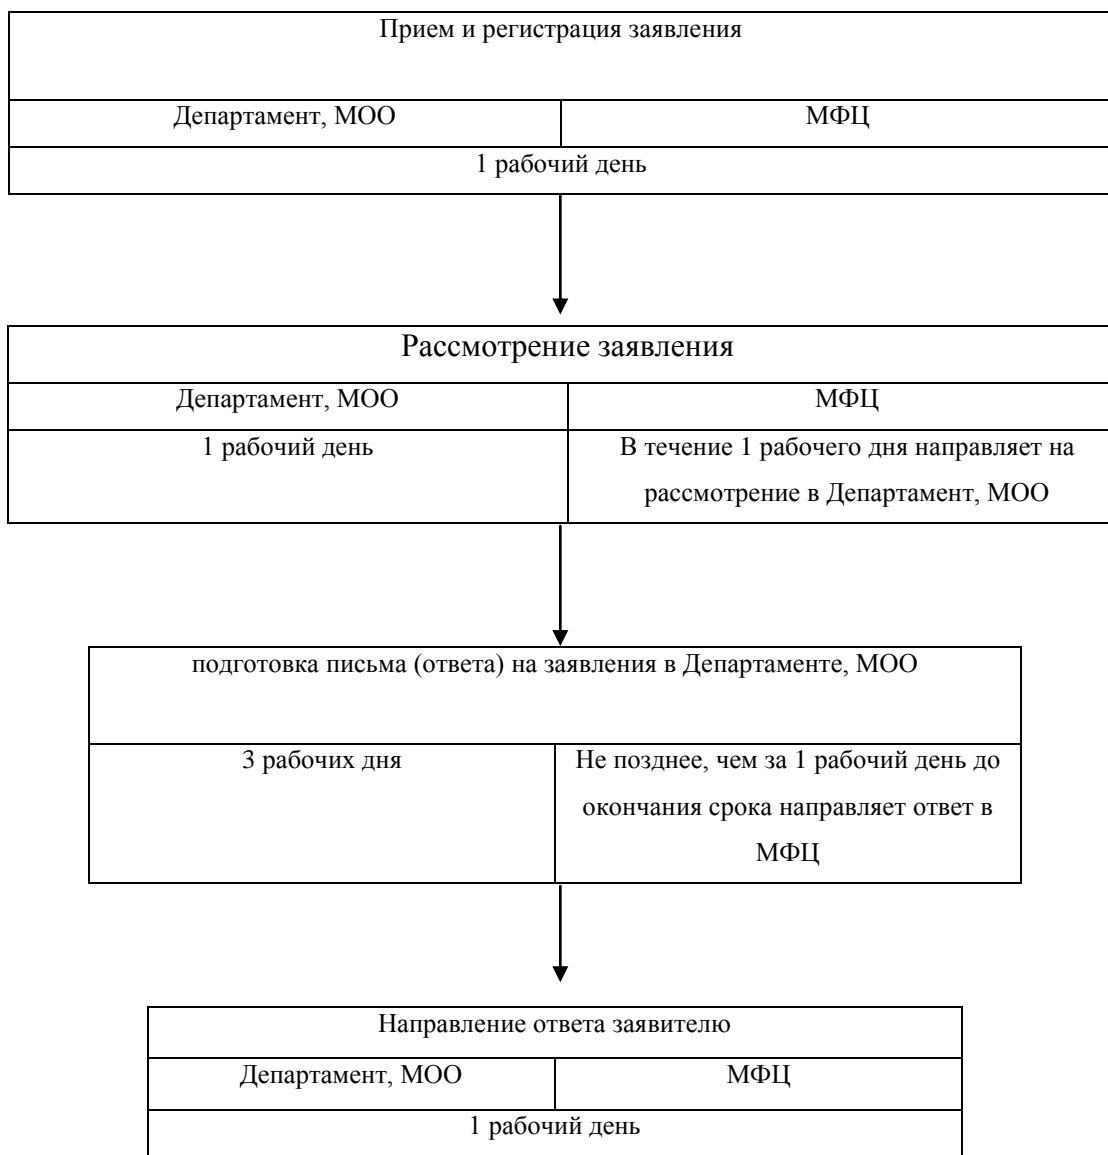 Прием и регистрация заявления
Департамент, МОО
МФЦ
1 рабочий день
Рассмотрение заявления
Департамент, МОО
МФЦ
1 рабочий день
В течение 1 рабочего дня направляет на
рассмотрение в Департамент, МОО
подготовка письма (ответа) на заявления в Департаменте, МОО
3 рабочих дня
Не позднее, чем за 1 рабочий день до
окончания срока направляет ответ в
МФЦ
Направление ответа заявителю
Департамент, МОО
МФЦ
1 рабочий день